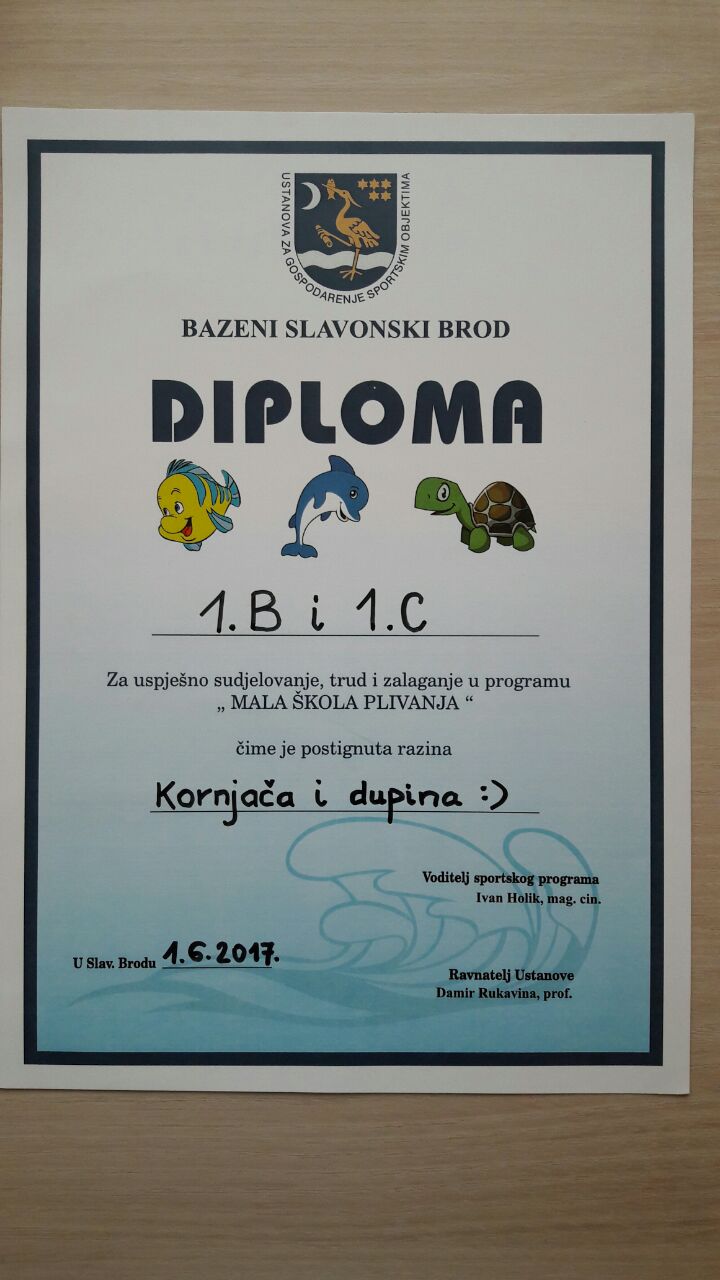 USTANOVA ZA GOSPODARENJE SPORTSKIM OBJEKTIMA
BAZENI SLAVONSKI BROD
DIPLOMA
1.B i 1.C
Za uspješno sudjelovanje, trud i zalaganje u programu
„ MALA ŠKOLA PLIVANJA “
čime je postignuta razina
Kornjača i dupina :)
Voditelj sportskog programa
Ivan Holik, mag. cin.
U Slav. Brodu 1.6.2017.
Ravnatelj Ustanove
Damir Rukavina, prof.